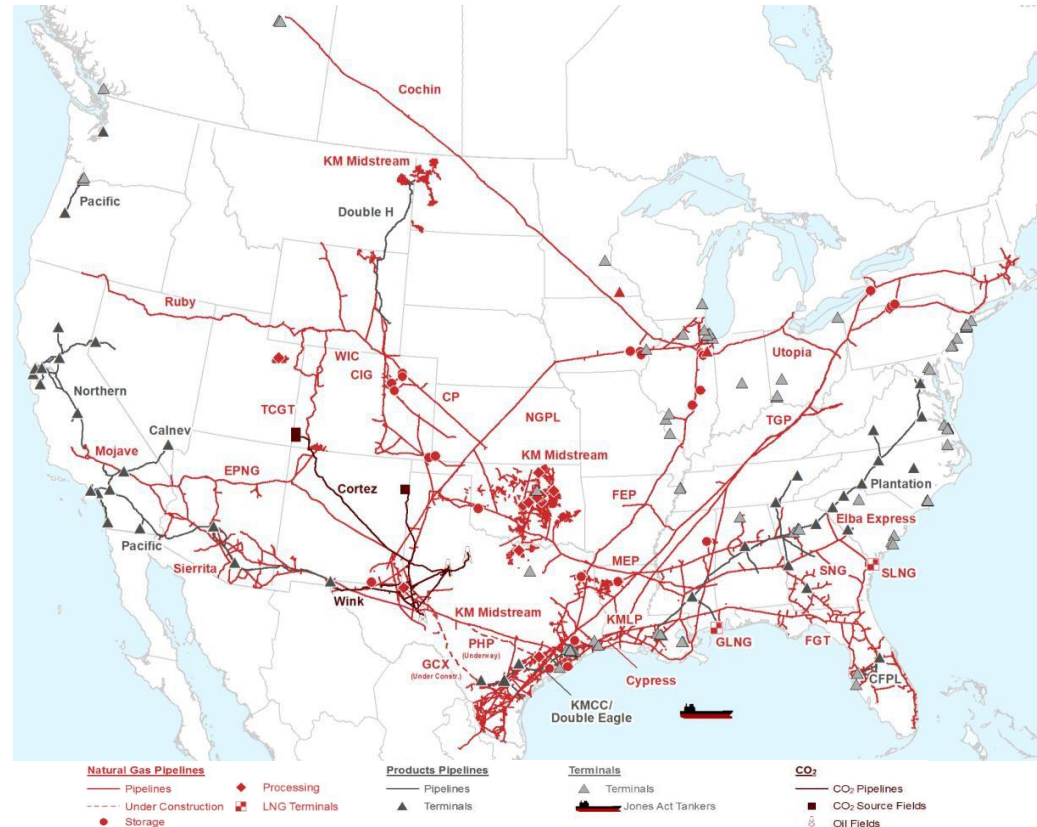 Cochin
KM Midstream
Pacific
Double H
Ruby
WIC
CIG
Utopia
Northern
CP
TCGT
NGPL
TGP
Calnev
Mojave
KM Midstream
EPNG
Cortez
FEP
Plantation
Elba Express
Pacific
Sierrita
MEP
SNG
SLNG
Wink
KM Midstream
KMLP
PHP
(Underway)
GLNG
FGT
GCX
(Under Constr.)
Cypress
CFPL
KMCC/
Double Eagle
Natural Gas Pipelines
Pipelines
Under Construction
Storage
Processing
LNG Terminals
Products Pipelines
Pipelines
Terminals
Terminals
Terminals
Jones Act Tankers
CO₂
CO₂ Pipelines
CO₂ Source Fields
Oil Fields